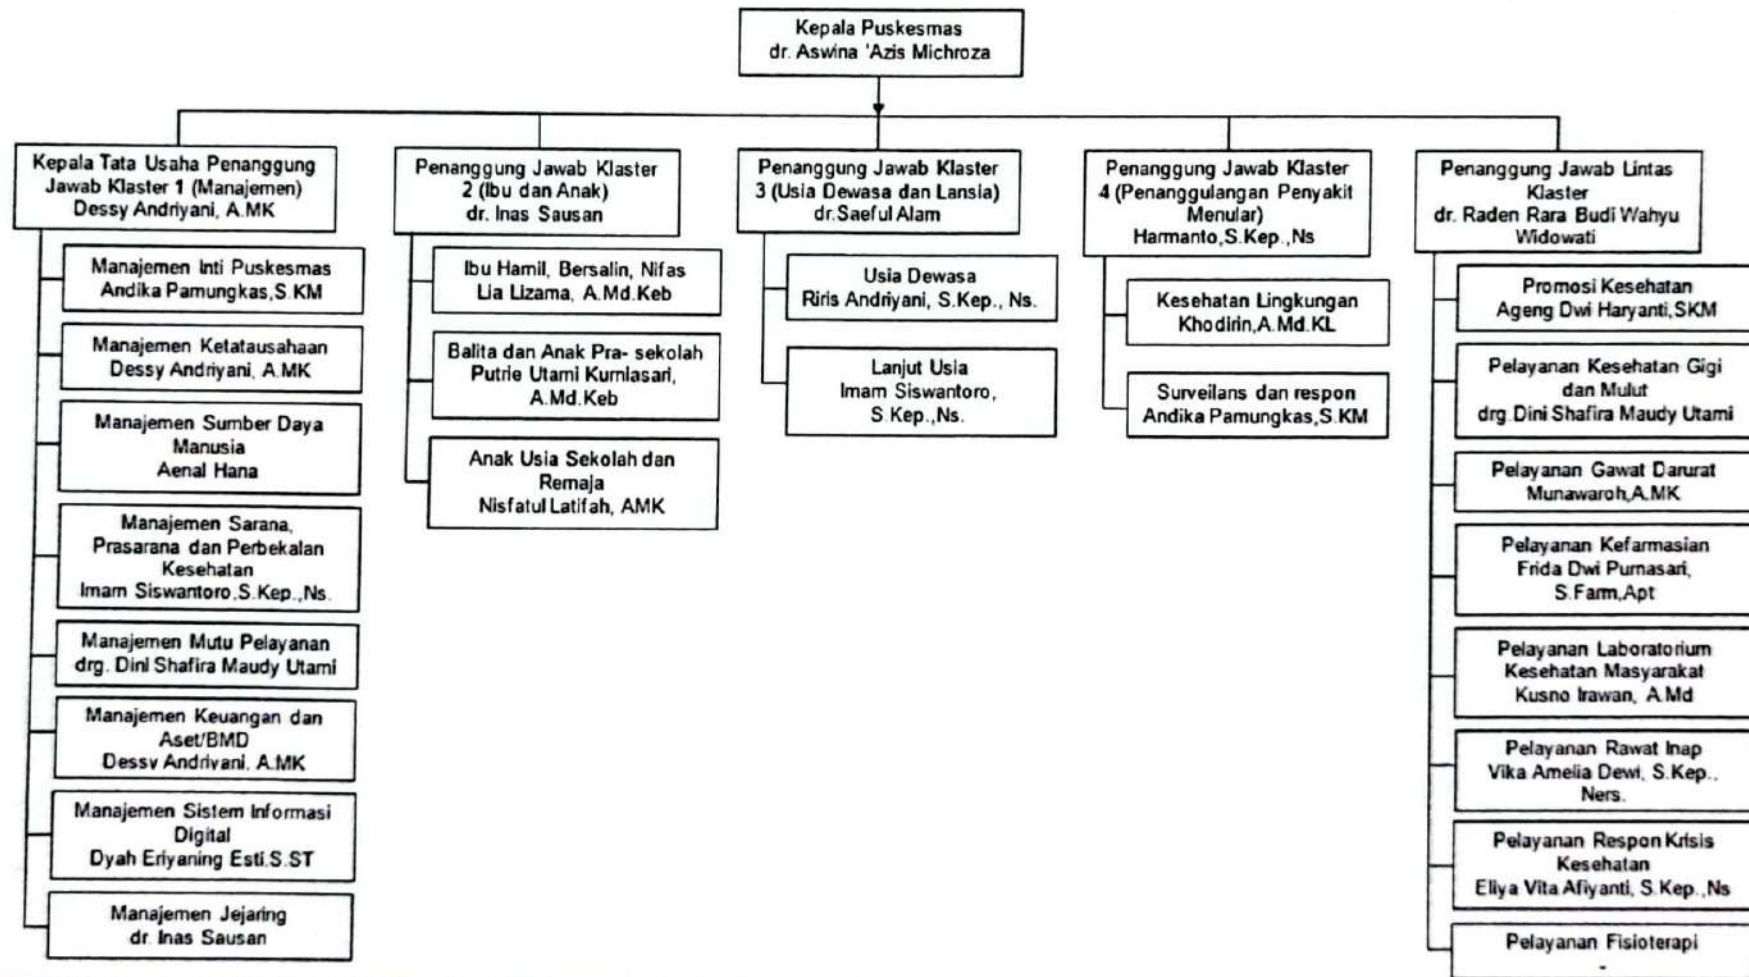 Kepala Puskesmas
dr. Aswina 'Azis Michroza
Kepala Tata Usaha Penanggung
Jawab Klaster 1 (Manajemen)
Dessy Andriyani, A.MK
Manajemen Inti Puskesmas
Andika Pamungkas,S.KM
Manajemen Ketatausahaan
Dessy Andriyani, A.MK
Manajemen Sumber Daya
Manusia
Aenal Hana
Manajemen Sarana,
Prasarana dan Perbekalan
Kesehatan
Imam Siswantoro,S.Kep.,Ns.
Manajemen Mutu Pelayanan
drg. Dini Shafira Maudy Utami
Manajemen Keuangan dan
Aset/BMD
Dessy Andriyani, A.MK
Manajemen Sistem Informasi
Digital
Dyah Eriyaning Esti,S.ST
Manajemen Jejaring
dr. Inas Sausan
Penanggung Jawab Klaster
2 (Ibu dan Anak)
dr. Inas Sausan
Ibu Hamil, Bersalin, Nifas
Lia Lizama, A.Md.Keb
Balita dan Anak Pra- sekolah
Putrie Utami Kurniasari,
A.Md.Keb
Anak Usia Sekolah dan
Remaja
Nisfatul Latifah, AMK
Penanggung Jawab Klaster
3 (Usia Dewasa dan Lansia)
dr.Saeful Alam
Usia Dewasa
Riris Andriyani, S.Kep., Ns.
Lanjut Usia
Imam Siswantoro,
S.Kep.,Ns.
Penanggung Jawab Klaster
4 (Penanggulangan Penyakit
Menular)
Harmanto,S.Kep.,Ns
Kesehatan Lingkungan
Khodirin,A.Md.KL
Surveilans dan respon
Andika Pamungkas,S.KM
Penanggung Jawab Lintas
Klaster
dr. Raden Rara Budi Wahyu
Widowati
Promosi Kesehatan
Ageng Dwi Haryanti,SKM
Pelayanan Kesehatan Gigi
dan Mulut
drg.Dini Shafira Maudy Utami
Pelayanan Gawat Darurat
Munawaroh,A.MK
Pelayanan Kefarmasian
Frida Dwi Purnasari,
S.Farm,Apt
Pelayanan Laboratorium
Kesehatan Masyarakat
Kusno Irawan, A.Md
Pelayanan Rawat Inap
Vika Amelia Dewi, S.Kep.,
Ners.
Pelayanan Respon Krisis
Kesehatan
Eliya Vita Afiyanti, S.Kep.,Ns
Pelayanan Fisioterapi
-